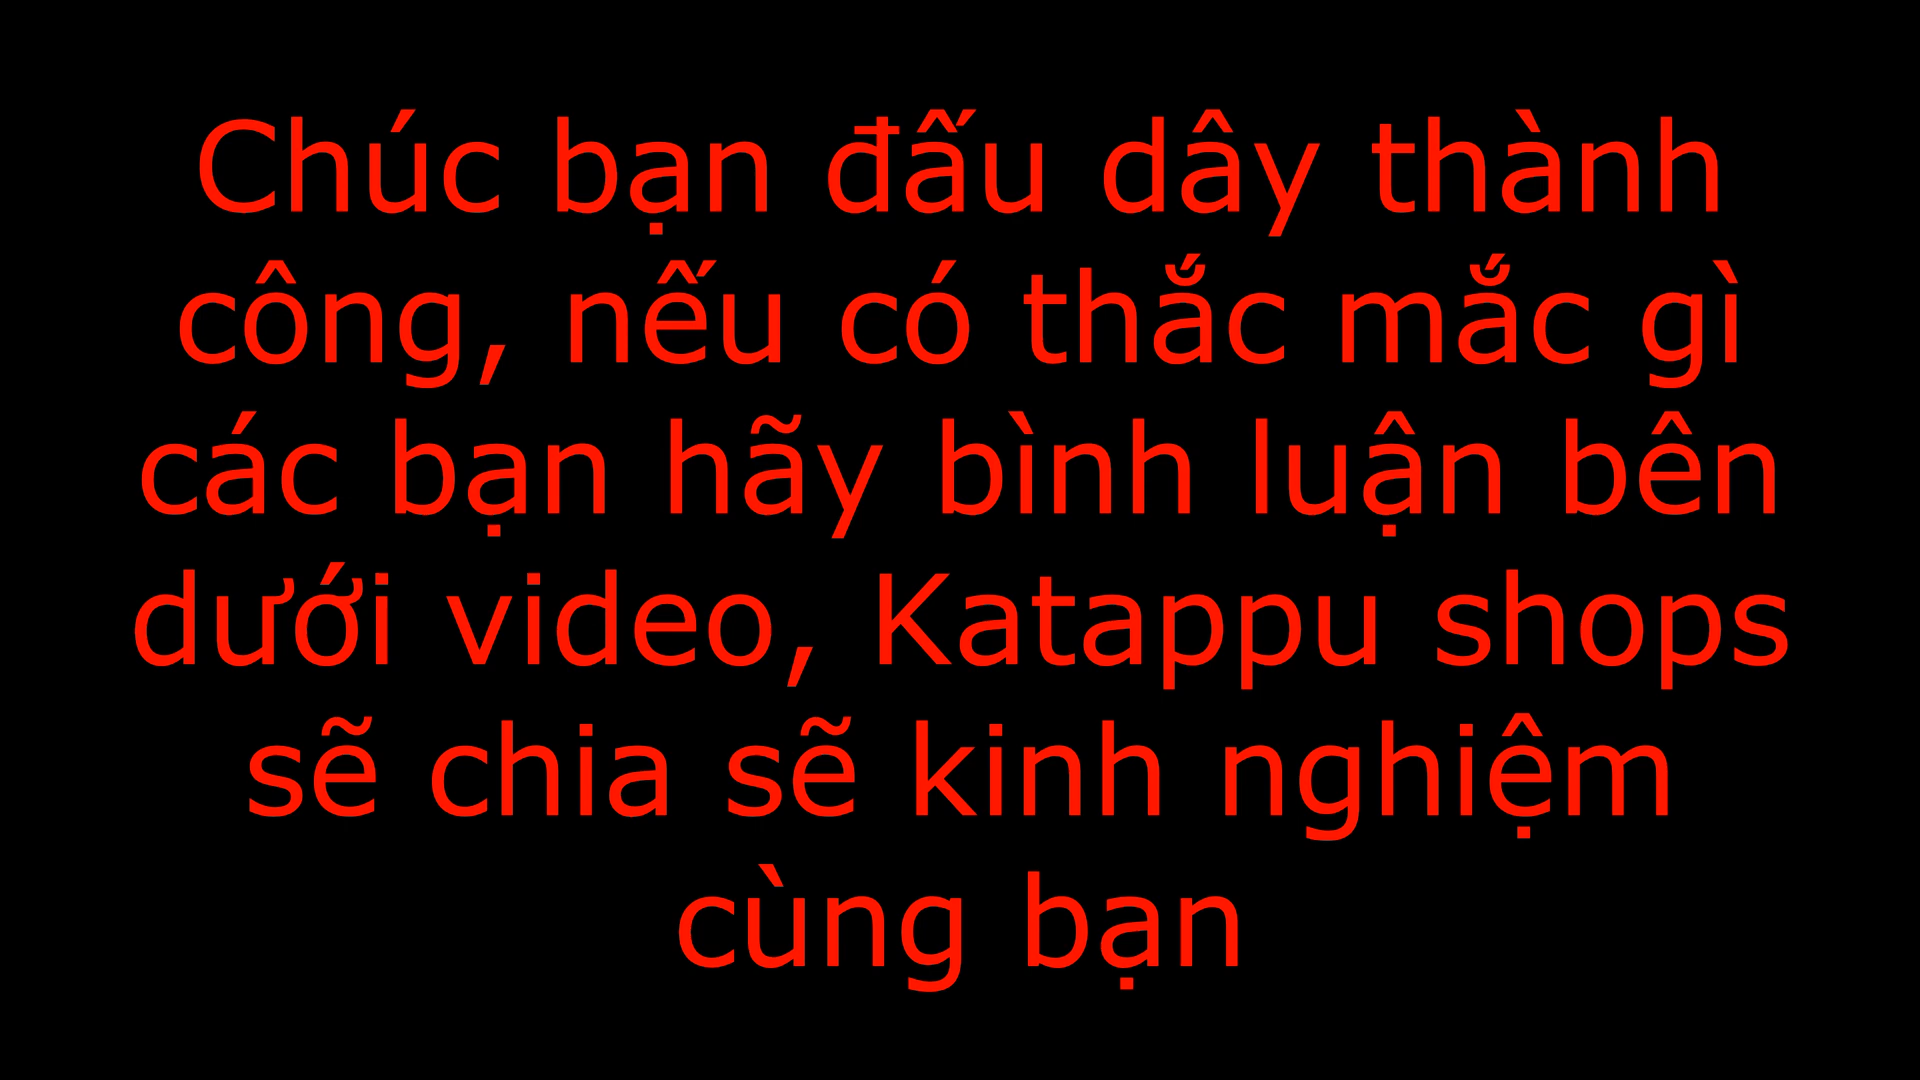 Chúc bạn đấu dây thành
công, nếu có thắc mắc gì
các bạn hãy bình luận bên
dưới video, Katappu shops
sẽ chia sẽ kinh nghiệm
cùng bạn